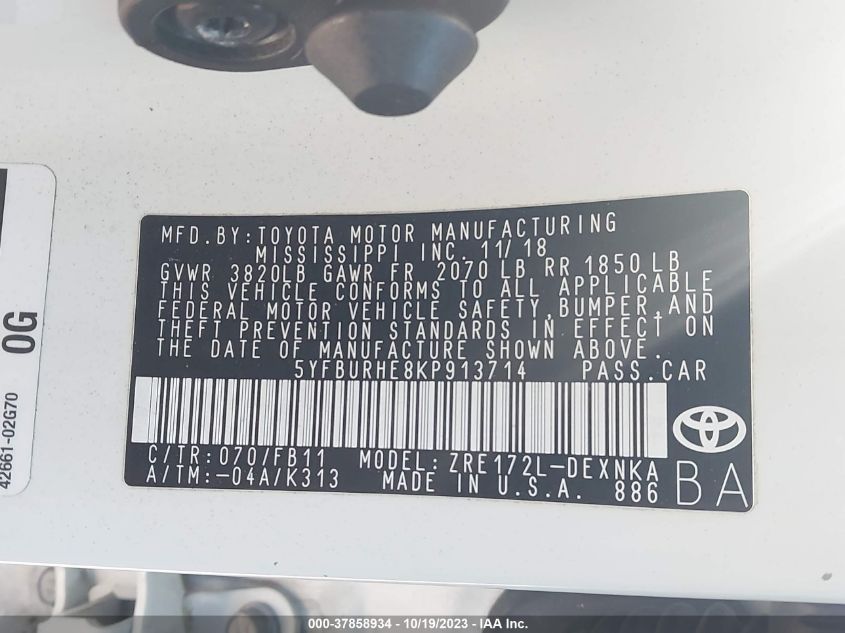 MFD.BY:TOYOTA MOTOR MANUFACTURING
MISSISSIPPI INC. 11/18
GVWR 3820LB GAWR FR 2070 LB RR 1850 LB
THIS VEHICLE CONFORMS TO ALL APPLICABLE
FEDERAL MOTOR VEHICLE SAFETY,BUMPER,AND
THEFT PREVENTION STANDARDS IN EFFECT ON
THE DATE OF MANUFACTURE SHOWN ABOVE.
5YFBURHE8KP913714 PASS.CAR
C/TR:070/FB11 MODEL:ZRE172L-DEXNKA
A/TM:-04A/K313 MADE IN U.S.A. 886
BA
0G
42661-02G70
000-37858934 - 10/19/2023 - IAA Inc.